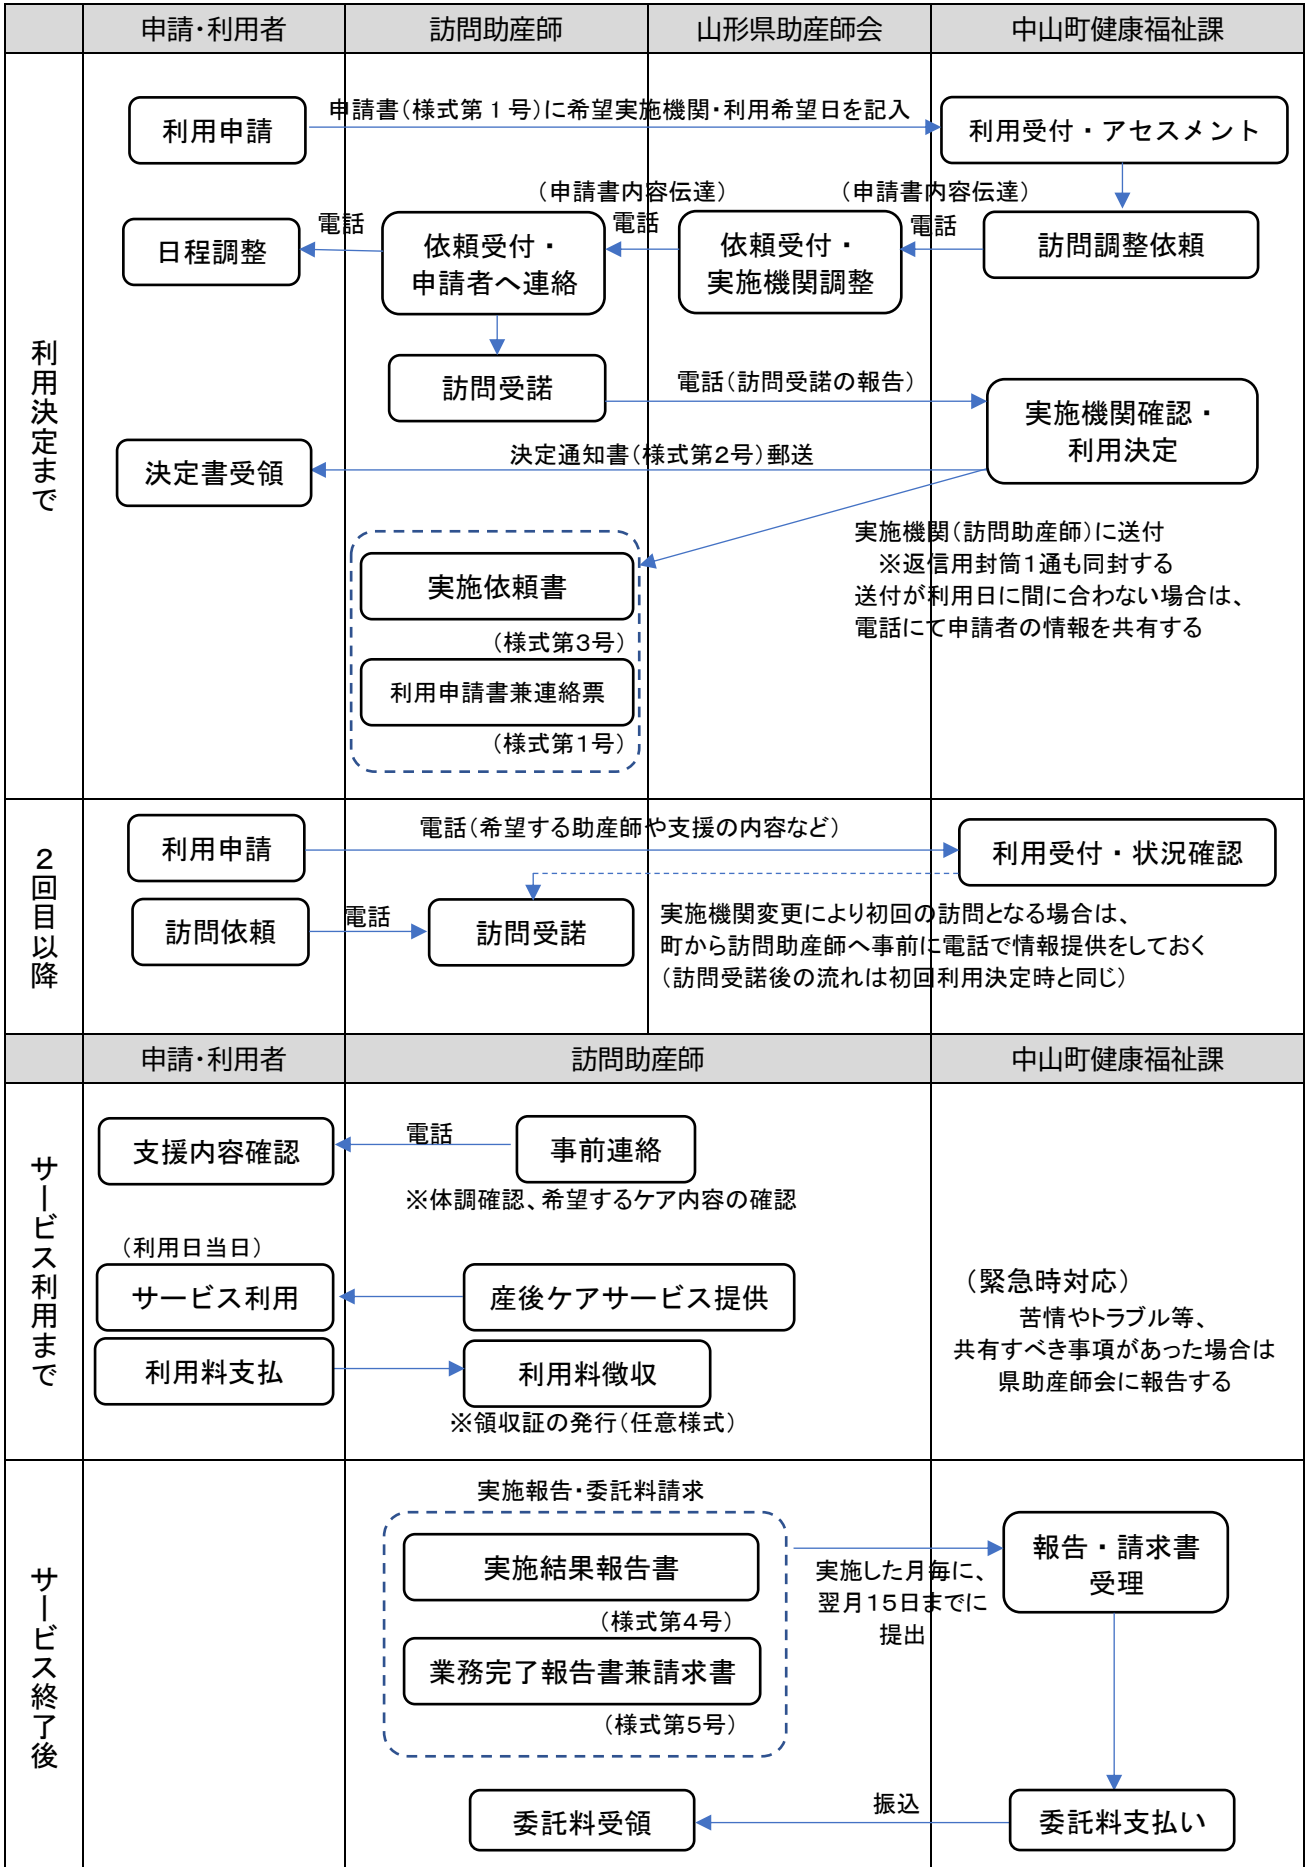 申請・利用者
訪問助産師
山形県助産師会
中山町健康福祉課
利用決定まで
利用申請
申請書（様式第１号）に希望実施機関・利用希望日を記入
利用受付・アセスメント
（申請書内容伝達）
（申請書内容伝達）
日程調整
電話
依頼受付・
申請者へ連絡
電話
依頼受付・
実施機関調整
電話
訪問調整依頼
訪問受諾
電話（訪問受諾の報告）
実施機関確認・
利用決定
決定書受領
決定通知書（様式第２号）郵送
実施機関（訪問助産師）に送付
※返信用封筒１通も同封する
送付が利用日に間に合わない場合は、
電話にて申請者の情報を共有する
実施依頼書
（様式第３号）
利用申請書兼連絡票
（様式第１号）
２回目以降
利用申請
電話（希望する助産師や支援の内容など）
利用受付・状況確認
訪問依頼
電話
訪問受諾
実施機関変更により初回の訪問となる場合は、
町から訪問助産師へ事前に電話で情報提供をしておく
（訪問受諾後の流れは初回利用決定時と同じ）
申請・利用者
訪問助産師
中山町健康福祉課
サービス利用まで
支援内容確認
電話
事前連絡
※体調確認、希望するケア内容の確認
（利用日当日）
サービス利用
産後ケアサービス提供
利用料支払
利用料徴収
※領収証の発行（任意様式）
（緊急時対応）
苦情やトラブル等、
共有すべき事項があった場合は
県助産師会に報告する
サービス終了後
実施報告・委託料請求
実施結果報告書
（様式第４号）
業務完了報告書兼請求書
（様式第５号）
実施した月毎に、
翌月１５日までに
提出
報告・請求書
受理
委託料受領
振込
委託料支払い